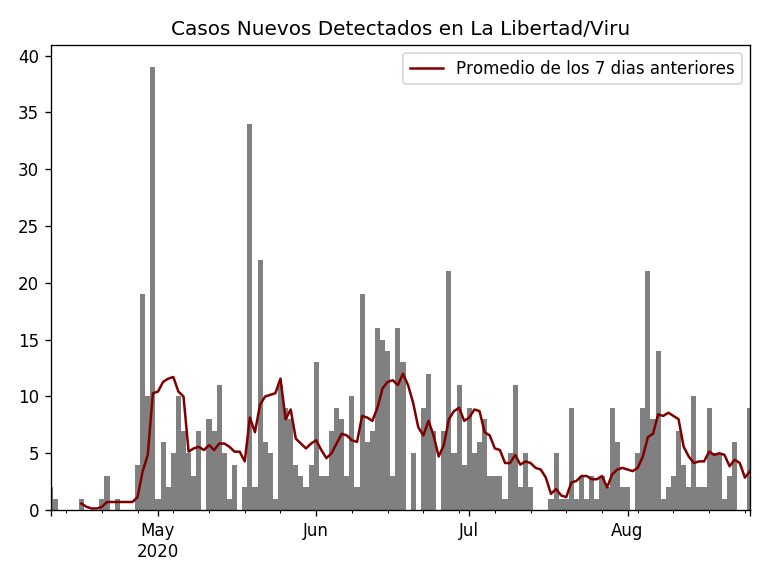 Casos Nuevos Detectados en La Libertad/Viru
Promedio de los 7 dias anteriores
40
35
30
25
20
15
10
5
0
May
2020
Jun
Jul
Aug